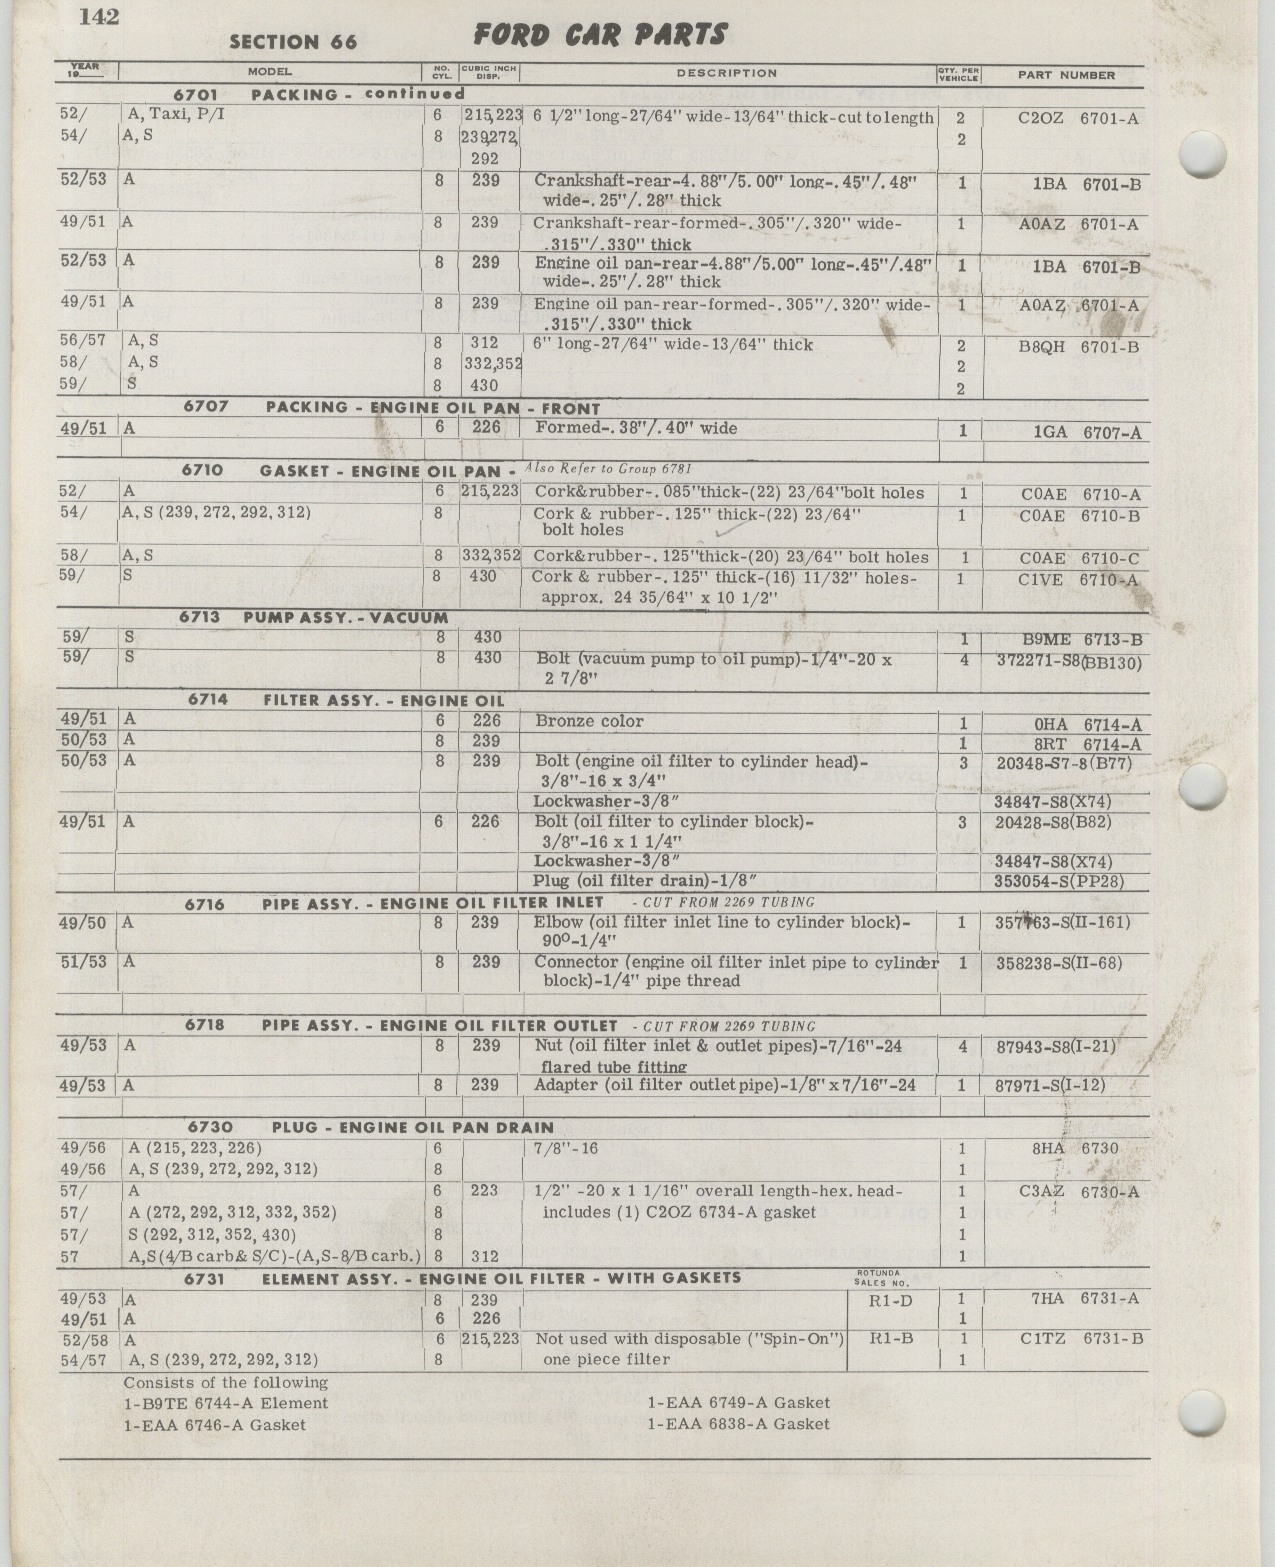 142
SECTION 66 FORD CAR PARTS
YEAR 19___ MODEL NO. CYL. CUBIC INCH DISP. DESCRIPTION QTY. PER VEHICLE PART NUMBER
6701 PACKING - continued
52/ A, Taxi, P/I 6 215,223 6 1/2" long-27/64" wide-13/64" thick-cut to length 2 C2OZ 6701-A
54/ A, S 8 239,272, 2
292
52/53 A 8 239 Crankshaft-rear-4.88"/5.00" long-.45"/.48" 1 1BA 6701-B
wide-.25"/.28" thick
49/51 A 8 239 Crankshaft-rear-formed-.305"/.320" wide- 1 A0AZ 6701-A
.315"/.330" thick
52/53 A 8 239 Engine oil pan-rear-4.88"/5.00" long-.45"/.48" 1 1BA 6701-B
wide-.25"/.28" thick
49/51 A 8 239 Engine oil pan-rear-formed-.305"/.320" wide- 1 A0AZ 6701-A
.315"/.330" thick
56/57 A, S 8 312 6" long-27/64" wide-13/64" thick 2 B8QH 6701-B
58/ A, S 8 332,352 2
59/ S 8 430 2
6707 PACKING - ENGINE OIL PAN - FRONT
49/51 A 6 226 Formed-.38"/.40" wide 1 1GA 6707-A
6710 GASKET - ENGINE OIL PAN - Also Refer to Group 6781
52/ A 6 215,223 Cork&rubber-.085"thick-(22) 23/64"bolt holes 1 C0AE 6710-A
54/ A, S (239, 272, 292, 312) 8 Cork & rubber-.125" thick-(22) 23/64" 1 C0AE 6710-B
bolt holes
58/ A, S 8 332,352 Cork&rubber-.125"thick-(20) 23/64" bolt holes 1 C0AE 6710-C
59/ S 8 430 Cork & rubber-.125" thick-(16) 11/32" holes- 1 C1VE 6710-A
approx. 24 35/64" x 10 1/2"
6713 PUMP ASSY. - VACUUM
59/ S 8 430 1 B9ME 6713-B
59/ S 8 430 Bolt (vacuum pump to oil pump)-1/4"-20 x 4 372271-S8(BB130)
2 7/8"
6714 FILTER ASSY. - ENGINE OIL
49/51 A 6 226 Bronze color 1 0HA 6714-A
50/53 A 8 239 1 8RT 6714-A
50/53 A 8 239 Bolt (engine oil filter to cylinder head)- 3 20348-S7-8(B77)
3/8"-16 x 3/4"
Lockwasher-3/8" 34847-S8(X74)
49/51 A 6 226 Bolt (oil filter to cylinder block)- 3 20428-S8(B82)
3/8"-16 x 1 1/4"
Lockwasher-3/8" 34847-S8(X74)
Plug (oil filter drain)-1/8" 353054-S(PP28)
6716 PIPE ASSY. - ENGINE OIL FILTER INLET - CUT FROM 2269 TUBING
49/50 A 8 239 Elbow (oil filter inlet line to cylinder block)- 1 357763-S(II-161)
90º-1/4"
51/53 A 8 239 Connector (engine oil filter inlet pipe to cylinder 1 358238-S(II-68)
block)-1/4" pipe thread
6718 PIPE ASSY. - ENGINE OIL FILTER OUTLET - CUT FROM 2269 TUBING
49/53 A 8 239 Nut (oil filter inlet & outlet pipes)-7/16"-24 4 87943-S8(I-21)
flared tube fitting
49/53 A 8 239 Adapter (oil filter outlet pipe)-1/8" x 7/16"-24 1 87971-S(I-12)
6730 PLUG - ENGINE OIL PAN DRAIN
49/56 A (215, 223, 226) 6 7/8"-16 1 8HA 6730
49/56 A, S (239, 272, 292, 312) 8 1
57/ A 6 223 1/2" -20 x 1 1/16" overall length-hex. head- 1 C3AZ 6730-A
57/ A (272, 292, 312, 332, 352) 8 includes (1) C2OZ 6734-A gasket 1
57/ S (292, 312, 352, 430) 8 1
57 A,S (4/B carb & S/C)-(A,S-8/B carb.) 8 312 1
6731 ELEMENT ASSY. - ENGINE OIL FILTER - WITH GASKETS ROTUNDA SALES NO.
49/53 A 8 239 R1-D 1 7HA 6731-A
49/51 A 6 226 1
52/58 A 6 215,223 Not used with disposable ("Spin-On") R1-B 1 C1TZ 6731-B
54/57 A, S (239, 272, 292, 312) 8 one piece filter 1
Consists of the following
1-B9TE 6744-A Element 1-EAA 6749-A Gasket
1-EAA 6746-A Gasket 1-EAA 6838-A Gasket